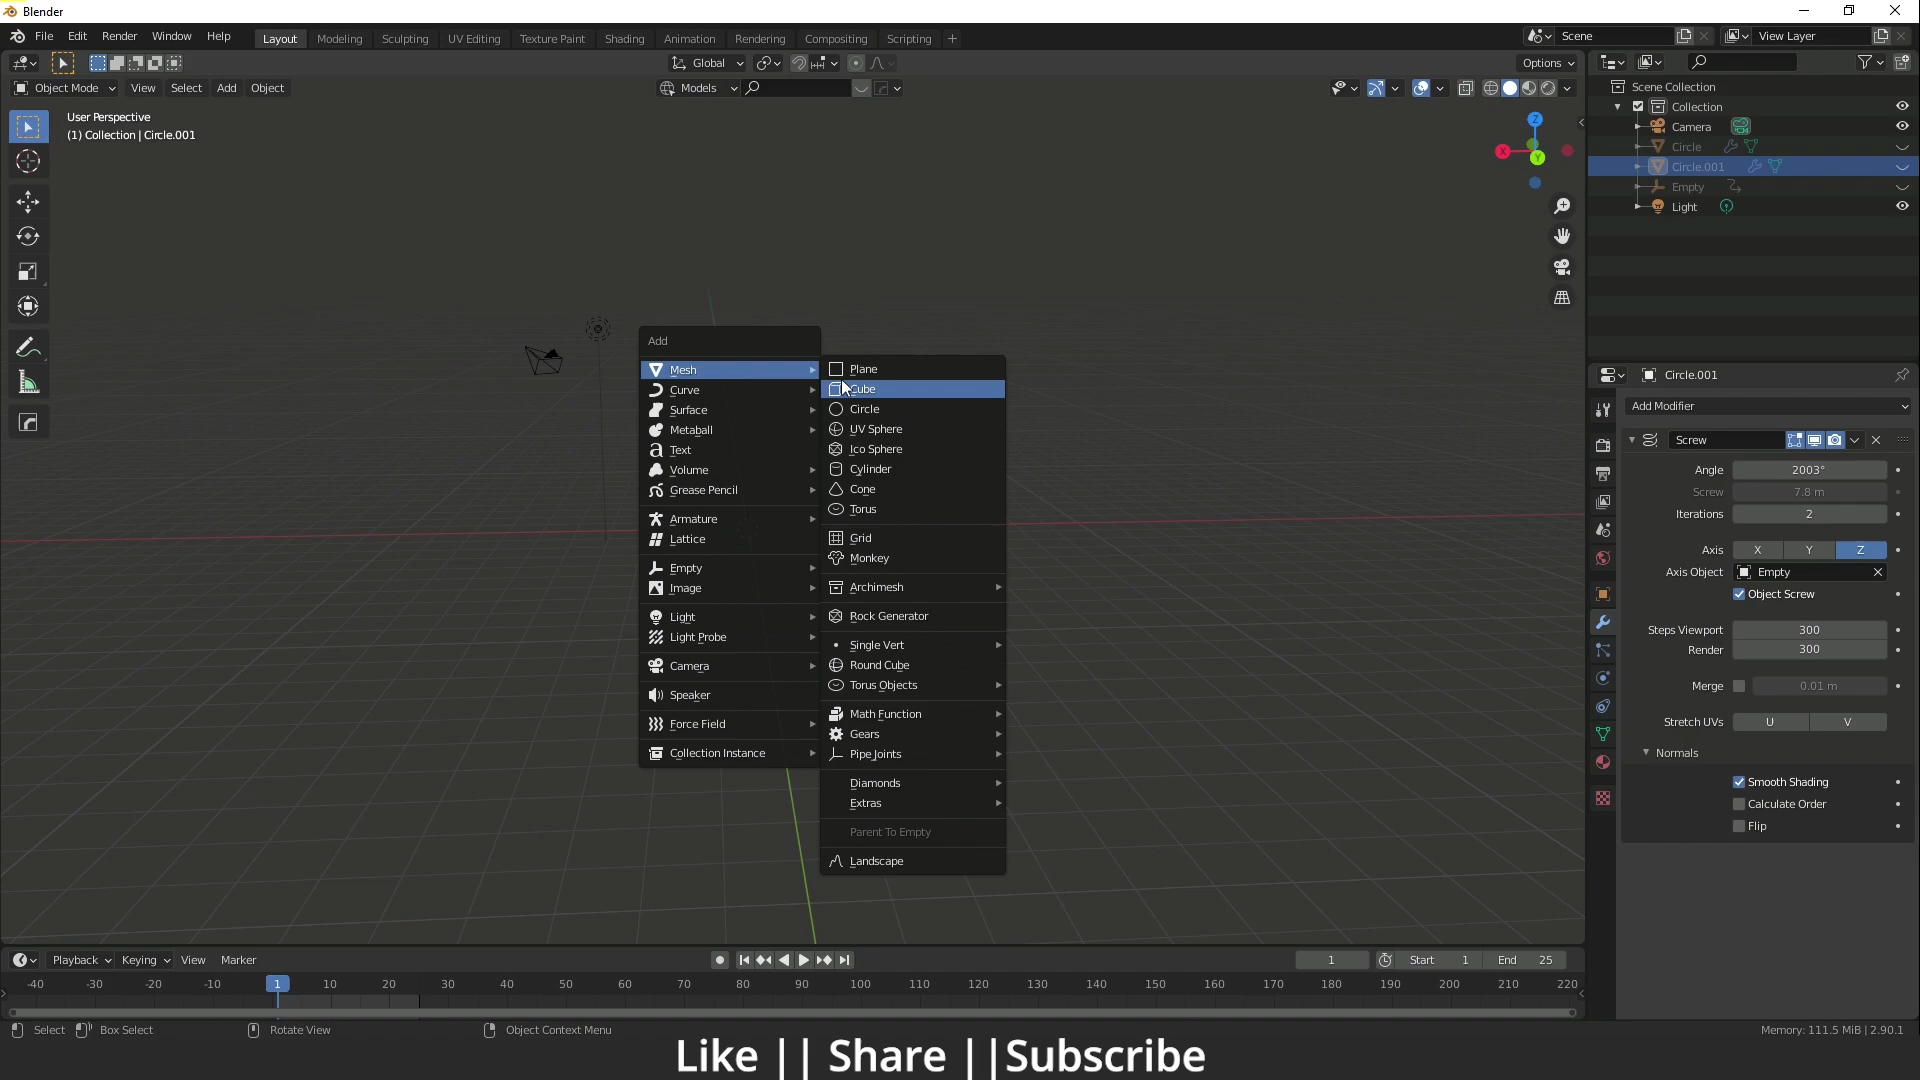 Blender
File Edit Render Window Help
Layout Modeling Sculpting UV Editing Texture Paint Shading Animation Rendering Compositing Scripting +
Scene
View Layer
Global
Options
Object Mode View Select Add Object
Models
User Perspective
(1) Collection | Circle.001
Z
X
Y
Scene Collection
Collection
Camera
Circle
Circle.001
Empty
Light
Add
Mesh
Curve
Surface
Metaball
Text
Volume
Grease Pencil
Armature
Lattice
Empty
Image
Light
Light Probe
Camera
Speaker
Force Field
Collection Instance
Plane
Cube
Circle
UV Sphere
Ico Sphere
Cylinder
Cone
Torus
Grid
Monkey
Archimesh
Rock Generator
Single Vert
Round Cube
Torus Objects
Math Function
Gears
Pipe Joints
Diamonds
Extras
Parent To Empty
Landscape
Circle.001
Add Modifier
Screw
Angle 2003°
Screw 7.8 m
Iterations 2
Axis X Y Z
Axis Object Empty
Object Screw
Steps Viewport 300
Render 300
Merge 0.01 m
Stretch UVs U V
Normals
Smooth Shading
Calculate Order
Flip
Playback Keying View Marker
1 Start 1 End 25
-40 -30 -20 -10 1 10 20 30 40 50 60 70 80 90 100 110 120 130 140 150 160 170 180 190 200 210 220
Select Box Select Rotate View Object Context Menu
Memory: 111.5 MiB | 2.90.1
Like || Share ||Subscribe